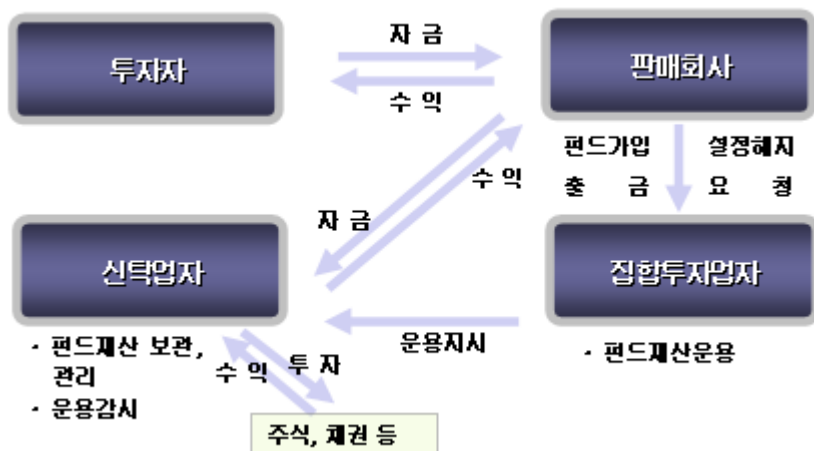 투자자
자 금
수 익
판매회사
펀드가입 설정해지
출 금 요 청
수 익
자 금
신탁업자
집합투자업자
· 펀드재산 보관,
관리
· 운용감시
운용지시
· 펀드재산운용
수 익
투 자
주식, 채권 등